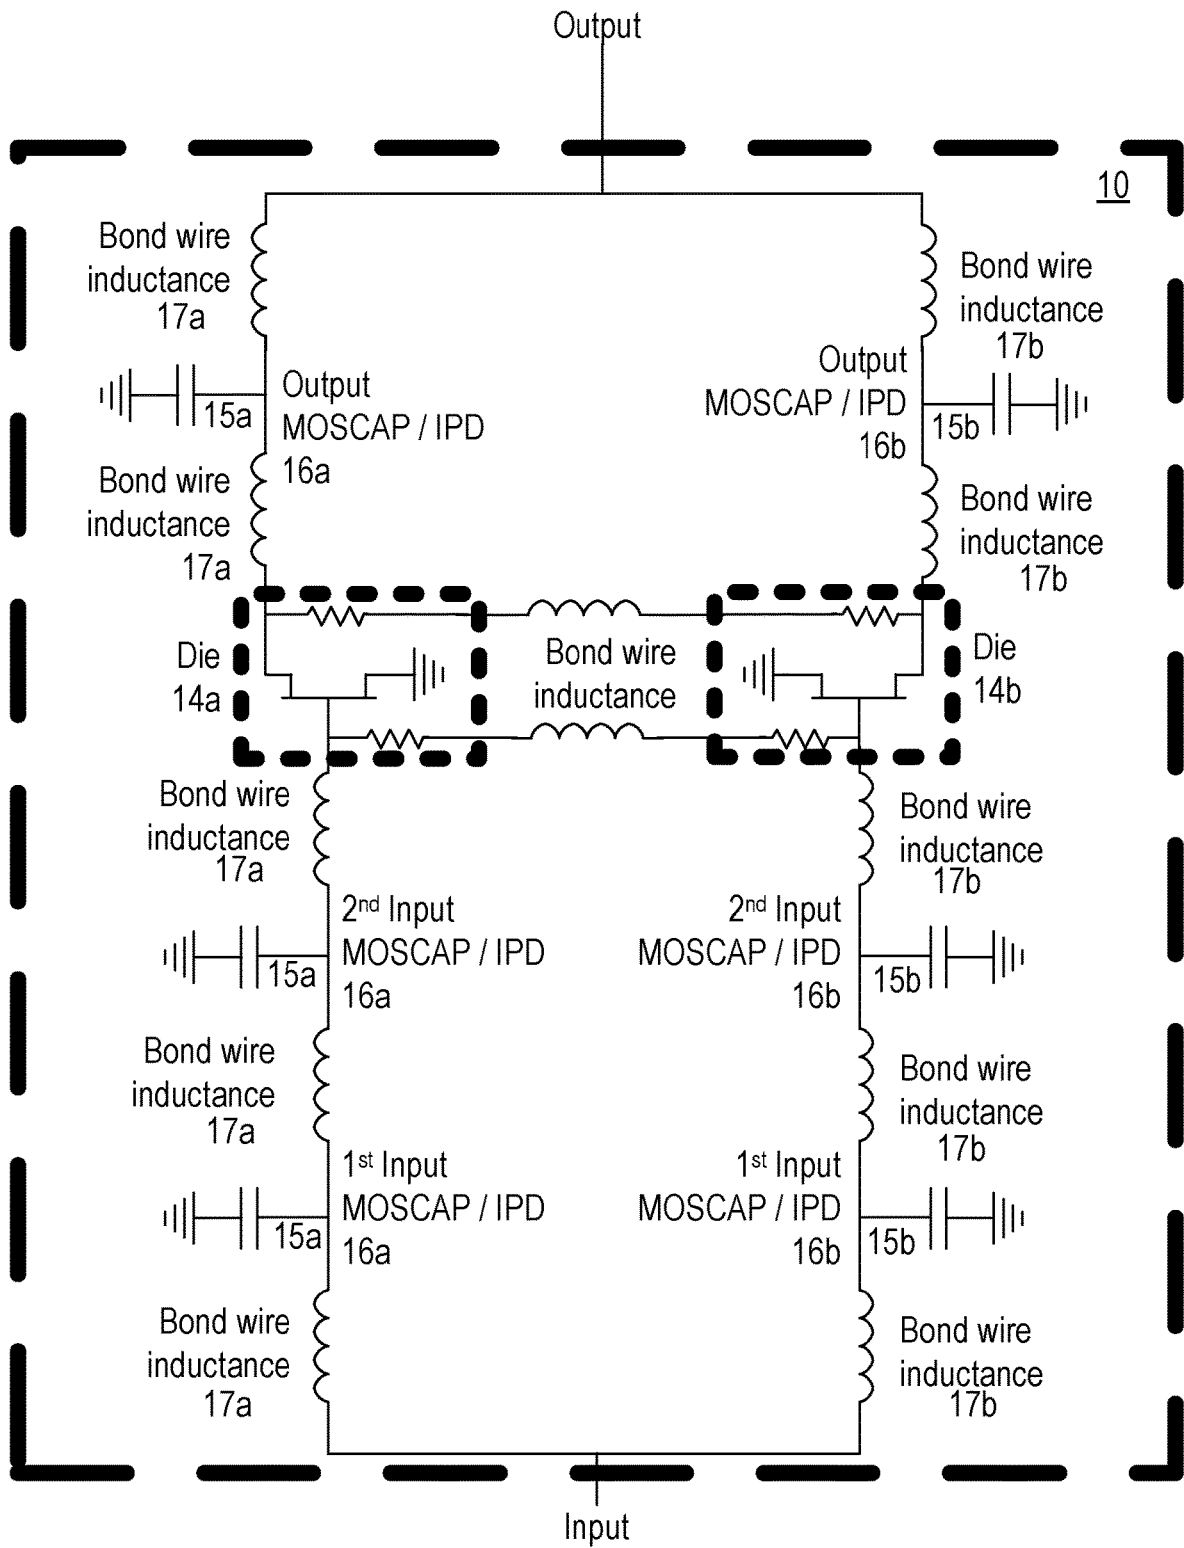 Output
10
Bond wire
inductance
17a
Bond wire
inductance
17b
15a
Output
MOSCAP / IPD
16a
Output
MOSCAP / IPD
16b
15b
Bond wire
inductance
17a
Bond wire
inductance
17b
Die
14a
Bond wire
inductance
Die
14b
Bond wire
inductance
17a
Bond wire
inductance
17b
15a
2nd Input
MOSCAP / IPD
16a
2nd Input
MOSCAP / IPD
16b
15b
Bond wire
inductance
17a
Bond wire
inductance
17b
15a
1st Input
MOSCAP / IPD
16a
1st Input
MOSCAP / IPD
16b
15b
Bond wire
inductance
17a
Bond wire
inductance
17b
Input